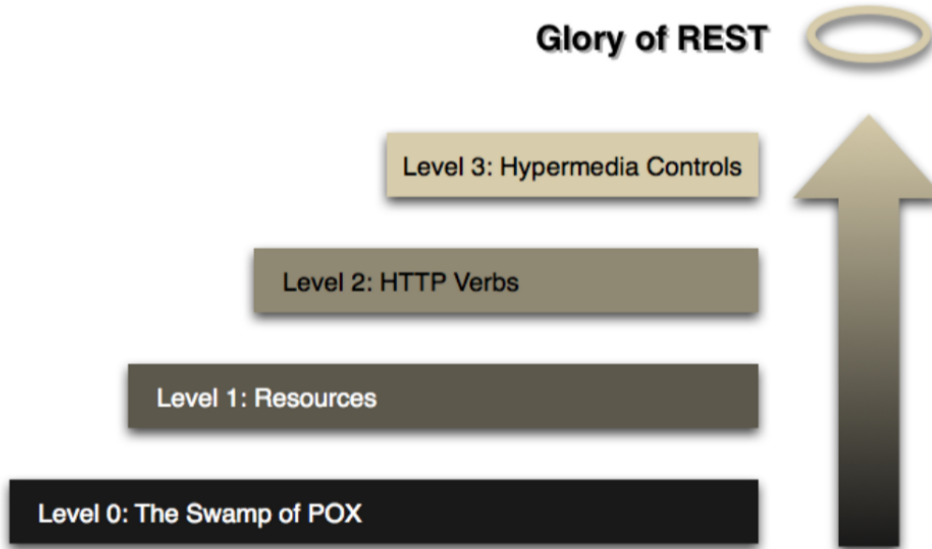 Glory of REST
Level 3: Hypermedia Controls
Level 2: HTTP Verbs
Level 1: Resources
Level 0: The Swamp of POX